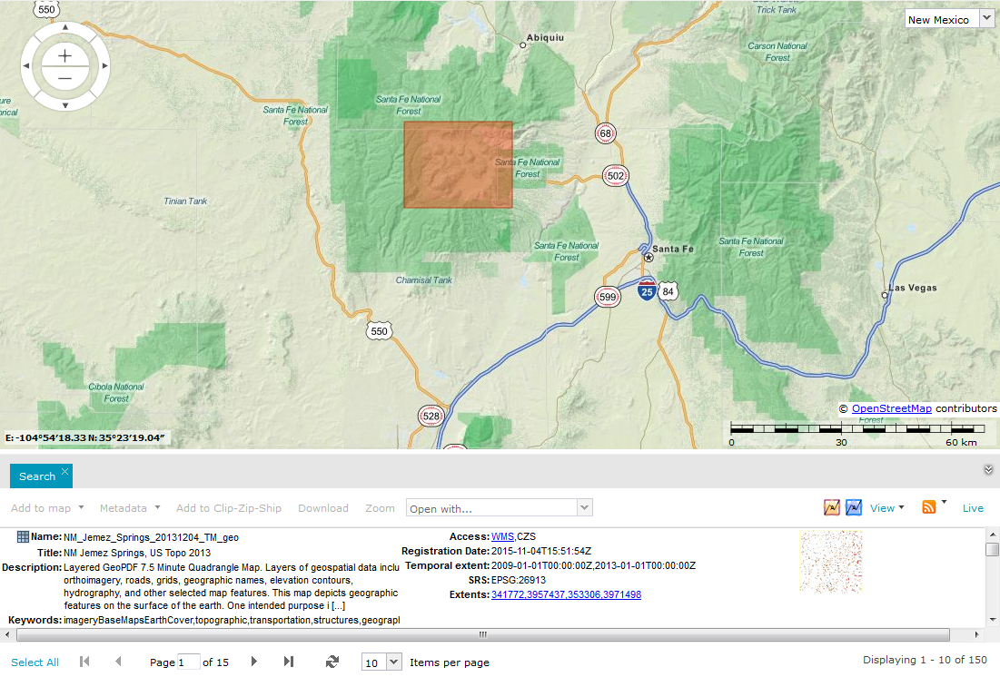 550
Trick Tank
New Mexico
Abiquiu
Carson National
Forest
Santa Fe National
Forest
Santa Fe National
Forest
68
Santa Fe National
Forest
502
Tinian Tank
Santa Fe National
Forest
Santa Fe
Santa Fe National
Forest
Chamisal Tank
599
25
84
Las Vegas
550
Cibola National
Forest
528
© OpenStreetMap contributors
Forest
E: -104°54'18.33 N: 35°23'19.04"
0 30 60 km
Search
Add to map Metadata Add to Clip-Zip-Ship Download Zoom Open with... View Live
Name: NM_Jemez_Springs_20131204_TM_geo
Title: NM Jemez Springs, US Topo 2013
Description: Layered GeoPDF 7.5 Minute Quadrangle Map. Layers of geospatial data inclu
orthoimagery, roads, grids, geographic names, elevation contours,
hydrography, and other selected map features. This map depicts geographic
features on the surface of the earth. One intended purpose i [...]
Keywords: imageryBaseMapsEarthCover,topographic,transportation,structures,geograpl
Access: WMS,CZS
Registration Date: 2015-11-04T15:51:54Z
Temporal extent: 2009-01-01T00:00:00Z,2013-01-01T00:00:00Z
SRS: EPSG:26913
Extents: 341772,3957437,353306,3971498
Select All Page 1 of 15 10 Items per page Displaying 1 - 10 of 150